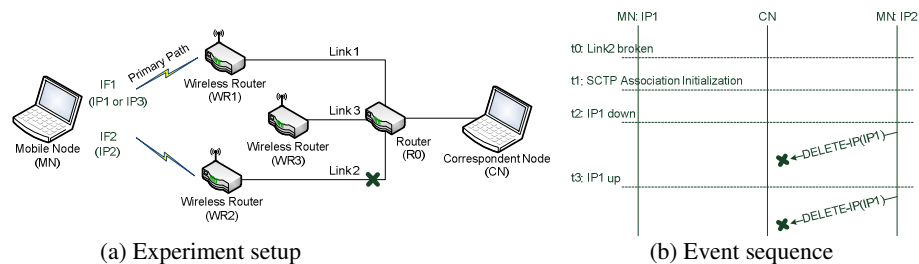 Primary Path
Link1
IF1
(IP1 or IP3)
Wireless Router
(WR1)
Link 3
IF2
(IP2)
Mobile Node
(MN)
Wireless Router
(WR3)
Router
(R0)
Correspondent Node
(CN)
Link2
Wireless Router
(WR2)
(a) Experiment setup
MN: IP1
CN
MN: IP2
t0: Link2 broken
t1: SCTP Association Initialization
t2: IP1 down
DELETE-IP(IP1)
t3: IP1 up
DELETE-IP(IP1)
(b) Event sequence